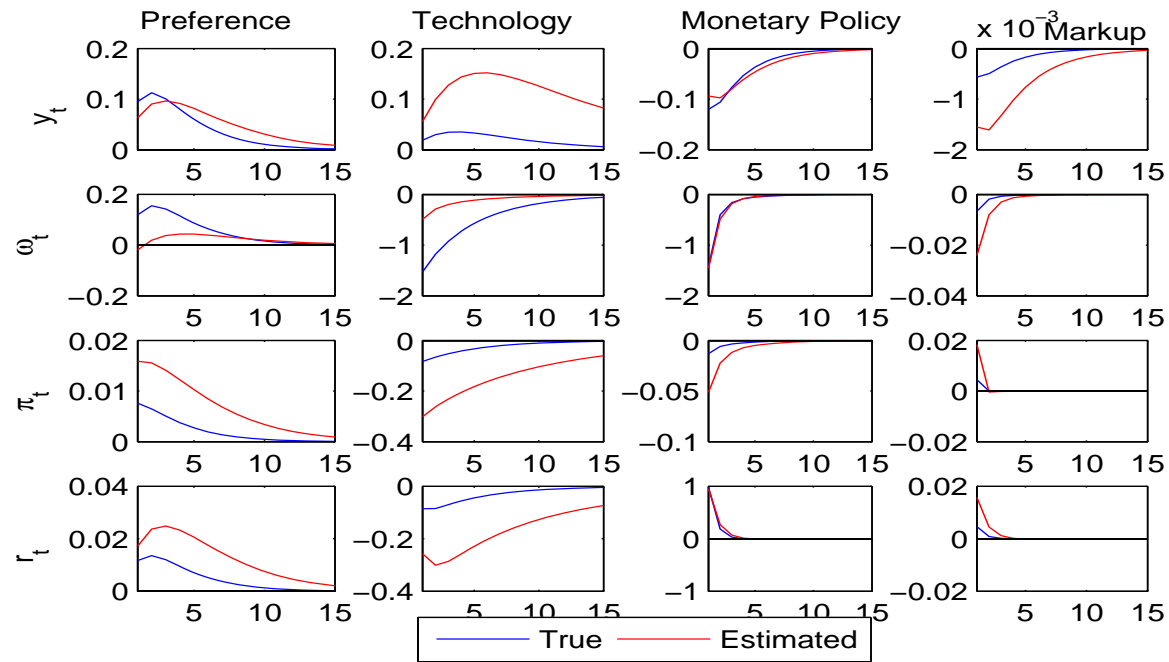 Preference Technology Monetary Policy x 10⁻³ Markup
0.2 0.2 0 0
y_t 0.1 0.1 −0.1 −1
0 0 −0.2 −2
5 10 15 5 10 15 5 10 15 5 10 15
0.2 0 0 0
ω_t 0 −1 −1 −0.02
−0.2 −2 −2 −0.04
5 10 15 5 10 15 5 10 15 5 10 15
0.02 0 0 0.02
π_t 0.01 −0.2 −0.05 0
0 −0.4 −0.1 −0.02
5 10 15 5 10 15 5 10 15 5 10 15
0.04 0 1 0.02
r_t 0.02 −0.2 0 0
0 −0.4 −1 −0.02
5 10 15 5 10 15 5 10 15 5 10 15
True Estimated